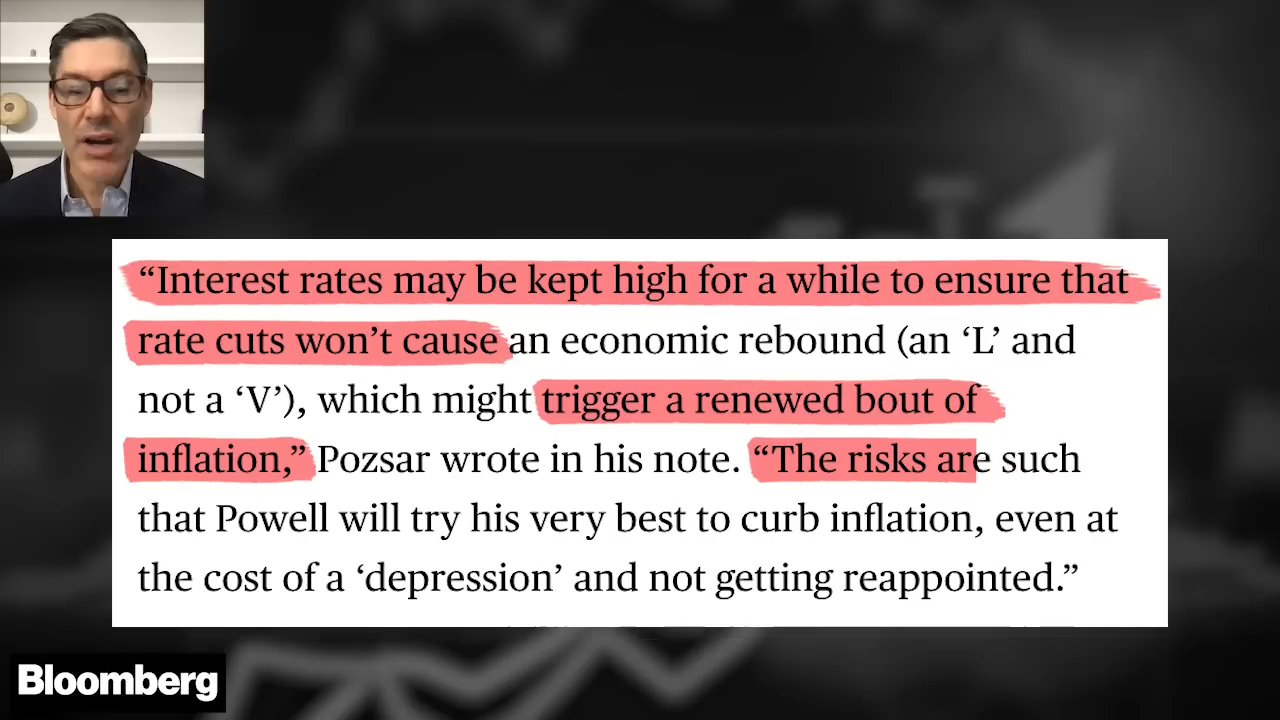 “Interest rates may be kept high for a while to ensure that
rate cuts won’t cause an economic rebound (an ‘L’ and
not a ‘V’), which might trigger a renewed bout of
inflation,” Pozsar wrote in his note. “The risks are such
that Powell will try his very best to curb inflation, even at
the cost of a ‘depression’ and not getting reappointed.”
Bloomberg